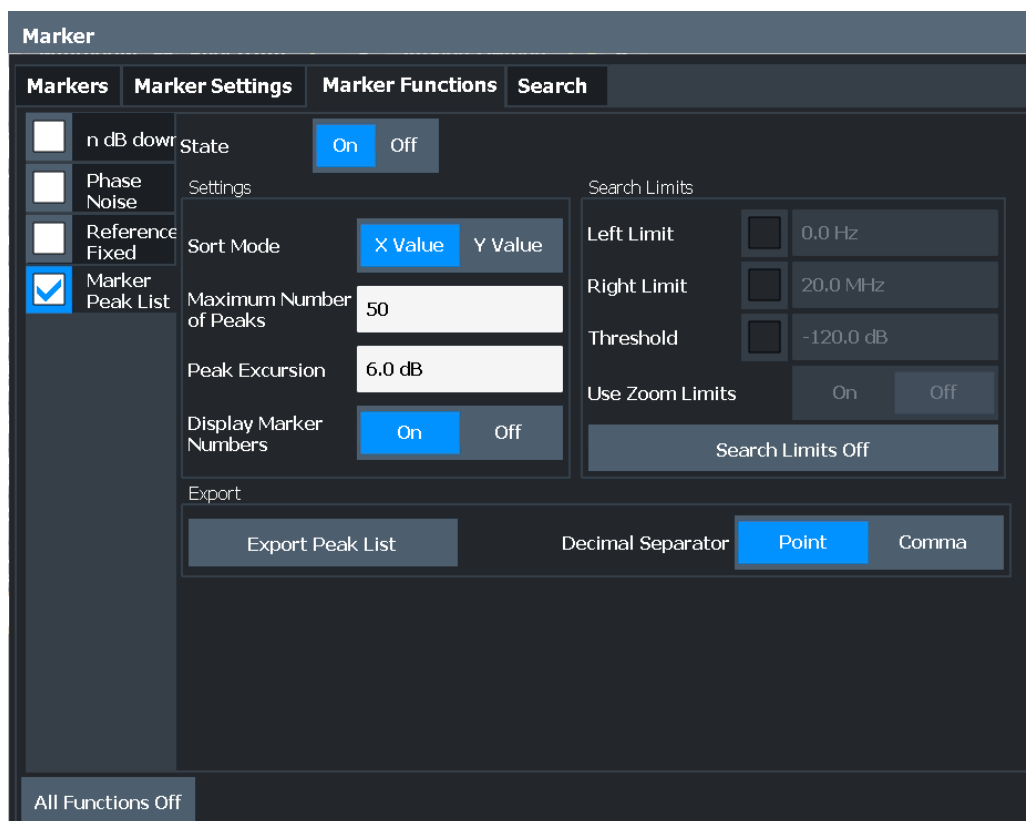 Marker
Markers Marker Settings Marker Functions Search
n dB down
Phase
Noise
Reference
Fixed
Marker
Peak List
State On Off
Settings
Sort Mode X Value Y Value
Maximum Number
of Peaks
50
Peak Excursion 6.0 dB
Display Marker
Numbers
On Off
Search Limits
Left Limit 0.0 Hz
Right Limit 20.0 MHz
Threshold -120.0 dB
Use Zoom Limits On Off
Search Limits Off
Export
Export Peak List Decimal Separator Point Comma
All Functions Off